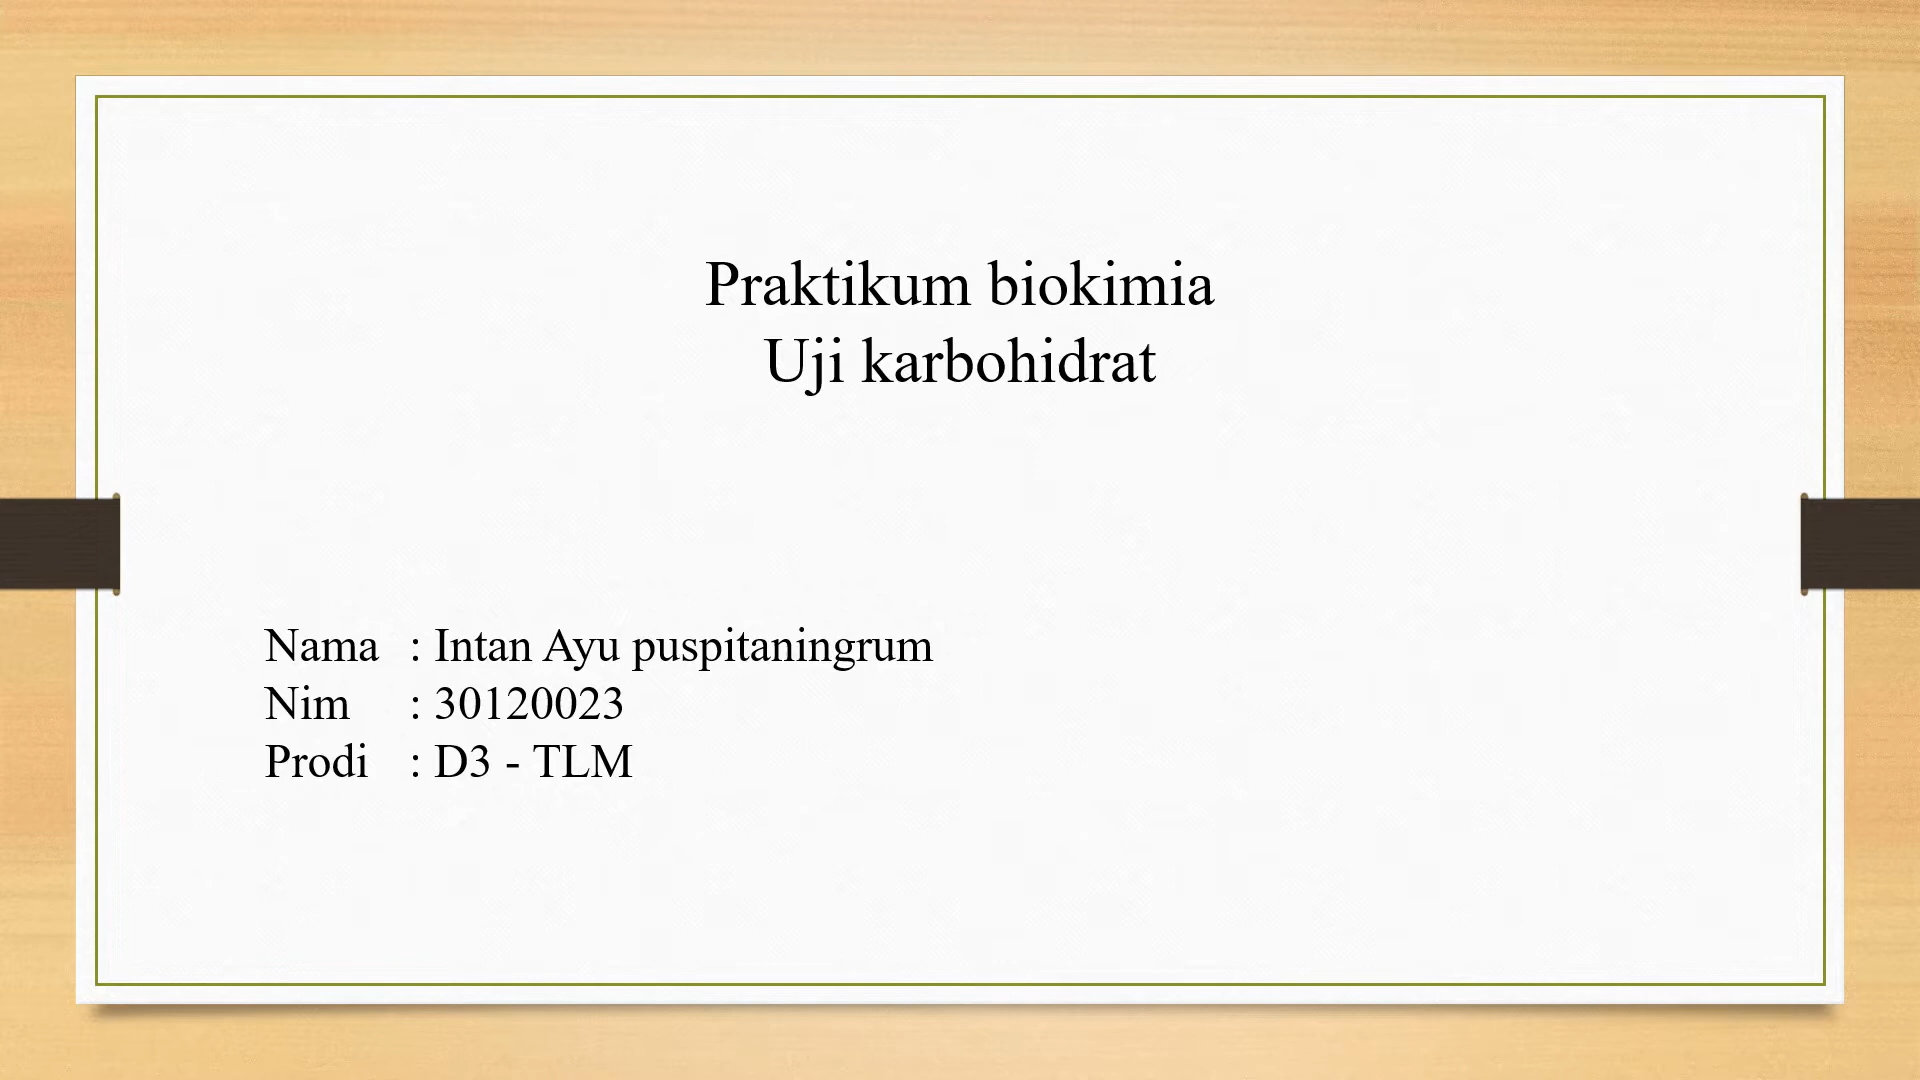 Praktikum biokimia
Uji karbohidrat
Nama : Intan Ayu puspitaningrum
Nim : 30120023
Prodi : D3 - TLM